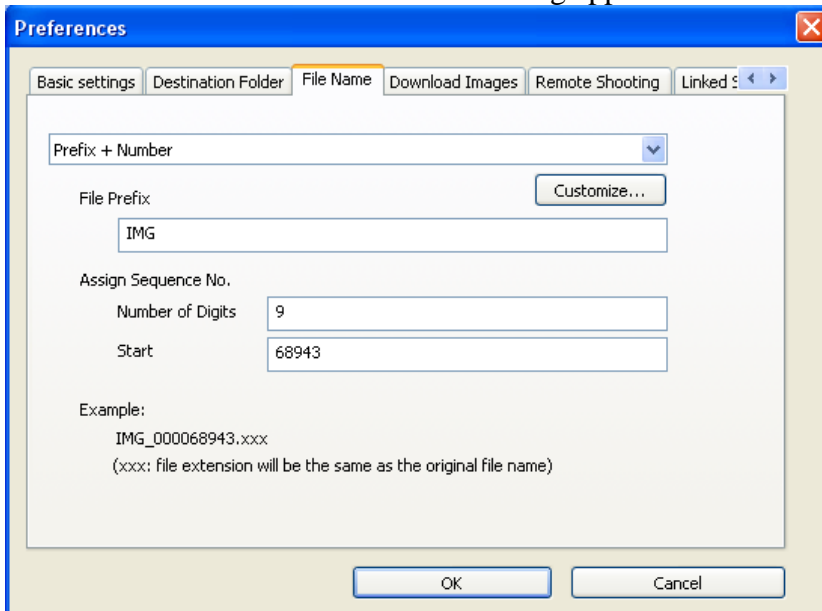 Preferences
Basic settings Destination Folder File Name Download Images Remote Shooting Linked
Prefix + Number
Customize...
File Prefix
IMG
Assign Sequence No.
Number of Digits 9
Start 68943
Example:
IMG_000068943.xxx
(xxx: file extension will be the same as the original file name)
OK Cancel